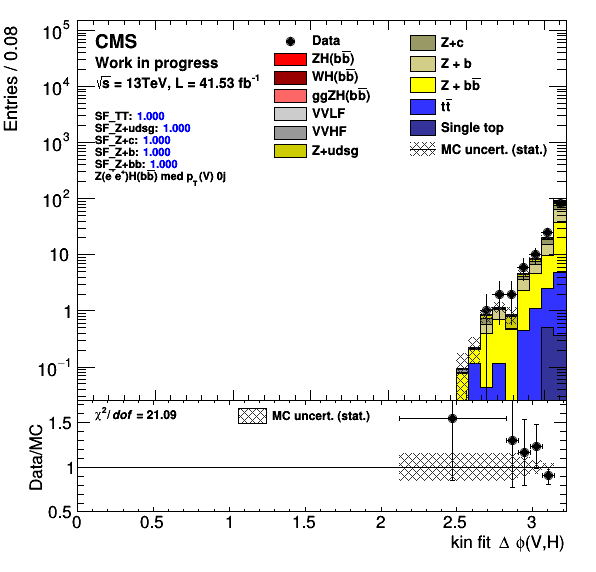 Entries / 0.08
10⁵
10⁴
10³
10²
10
1
10⁻¹
CMS
Work in progress
√s = 13TeV, L = 41.53 fb⁻¹
SF_TT: 1.000
SF_Z+udsg: 1.000
SF_Z+c: 1.000
SF_Z+b: 1.000
SF_Z+bb: 1.000
Z(e⁻e⁺)H(bb̅) med p_T(V) 0j
Data
ZH(bb̅)
WH(bb̅)
ggZH(bb̅)
VVLF
VVHF
Z+udsg
Z+c
Z + b
Z + bb̅
tt̅
Single top
MC uncert. (stat.)
Data/MC
1.5
1
0.5
χ²/dof = 21.09
MC uncert. (stat.)
0 0.5 1 1.5 2 2.5 3
kin fit Δ φ(V,H)